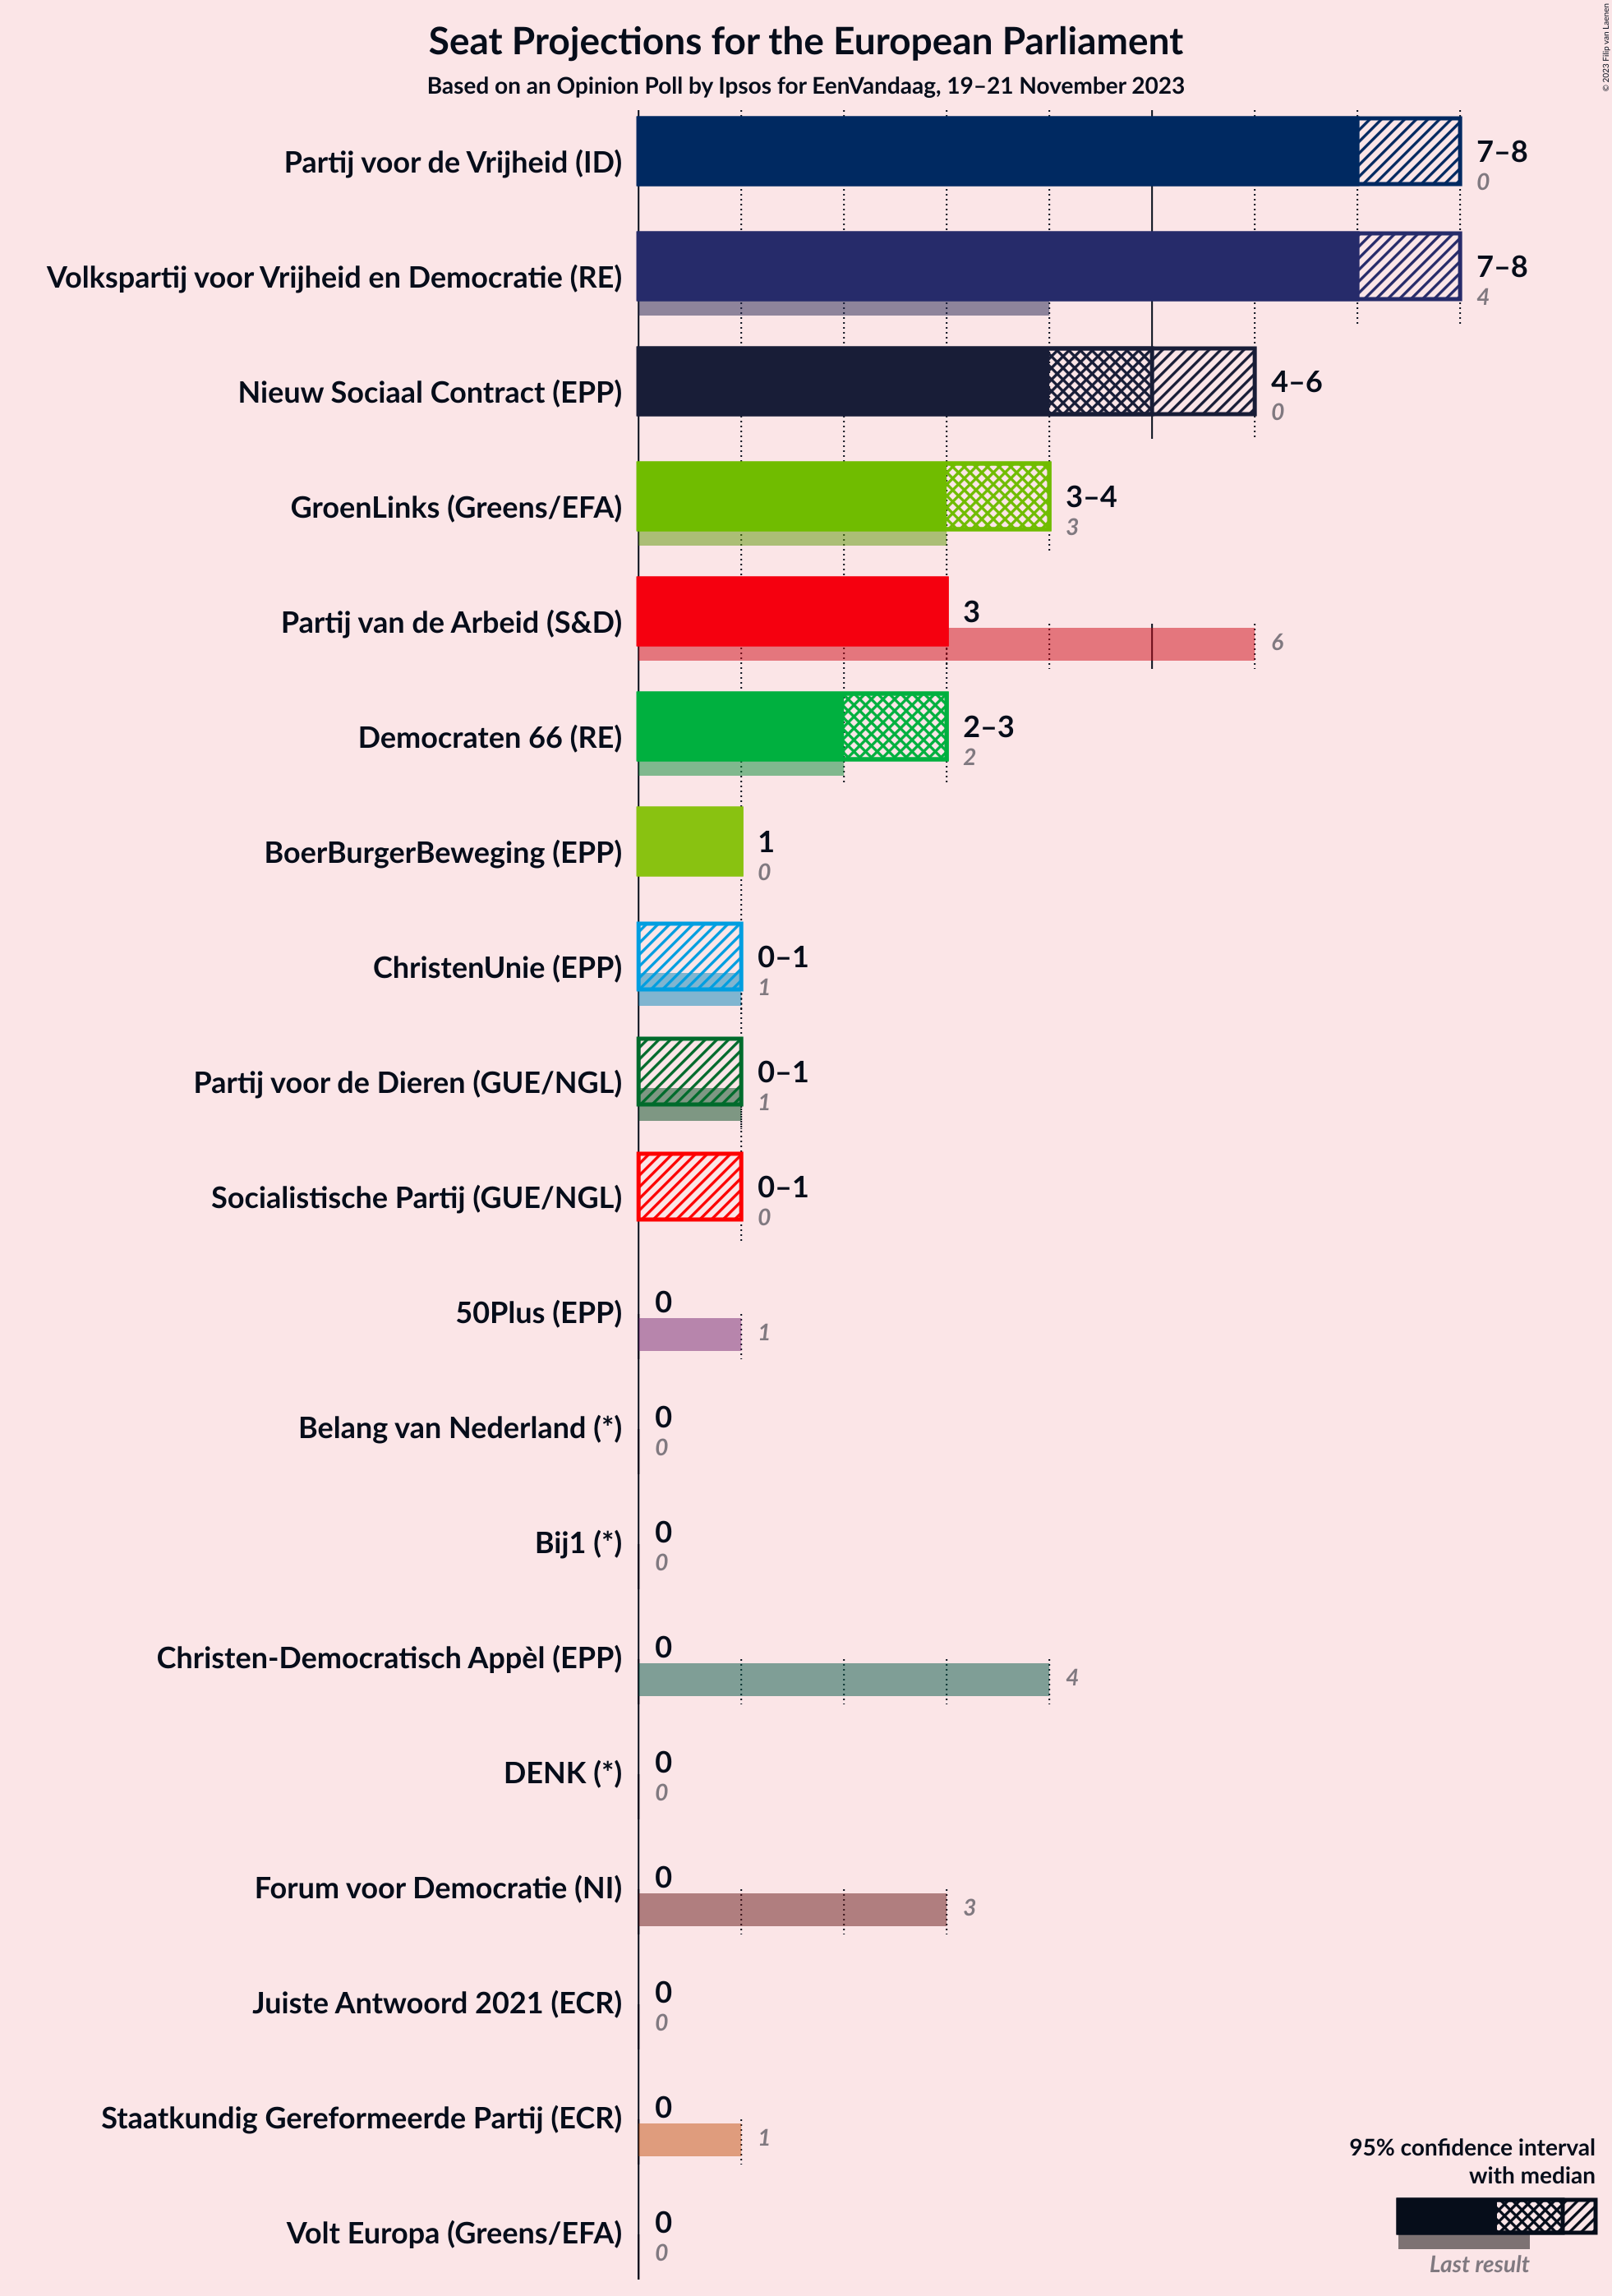 Seat Projections for the European Parliament
Based on an Opinion Poll by Ipsos for EenVandaag, 19–21 November 2023
© 2023 Filip van Laenen
Partij voor de Vrijheid (ID)
7–8
0
Volkspartij voor Vrijheid en Democratie (RE)
7–8
4
Nieuw Sociaal Contract (EPP)
4–6
0
GroenLinks (Greens/EFA)
3–4
3
Partij van de Arbeid (S&D)
3
6
Democraten 66 (RE)
2–3
2
BoerBurgerBeweging (EPP)
1
0
ChristenUnie (EPP)
0–1
1
Partij voor de Dieren (GUE/NGL)
0–1
1
Socialistische Partij (GUE/NGL)
0–1
0
50Plus (EPP)
0
1
Belang van Nederland (*)
0
0
Bij1 (*)
0
0
Christen-Democratisch Appèl (EPP)
0
4
DENK (*)
0
0
Forum voor Democratie (NI)
0
3
Juiste Antwoord 2021 (ECR)
0
0
Staatkundig Gereformeerde Partij (ECR)
0
1
Volt Europa (Greens/EFA)
0
0
95% confidence interval
with median
Last result